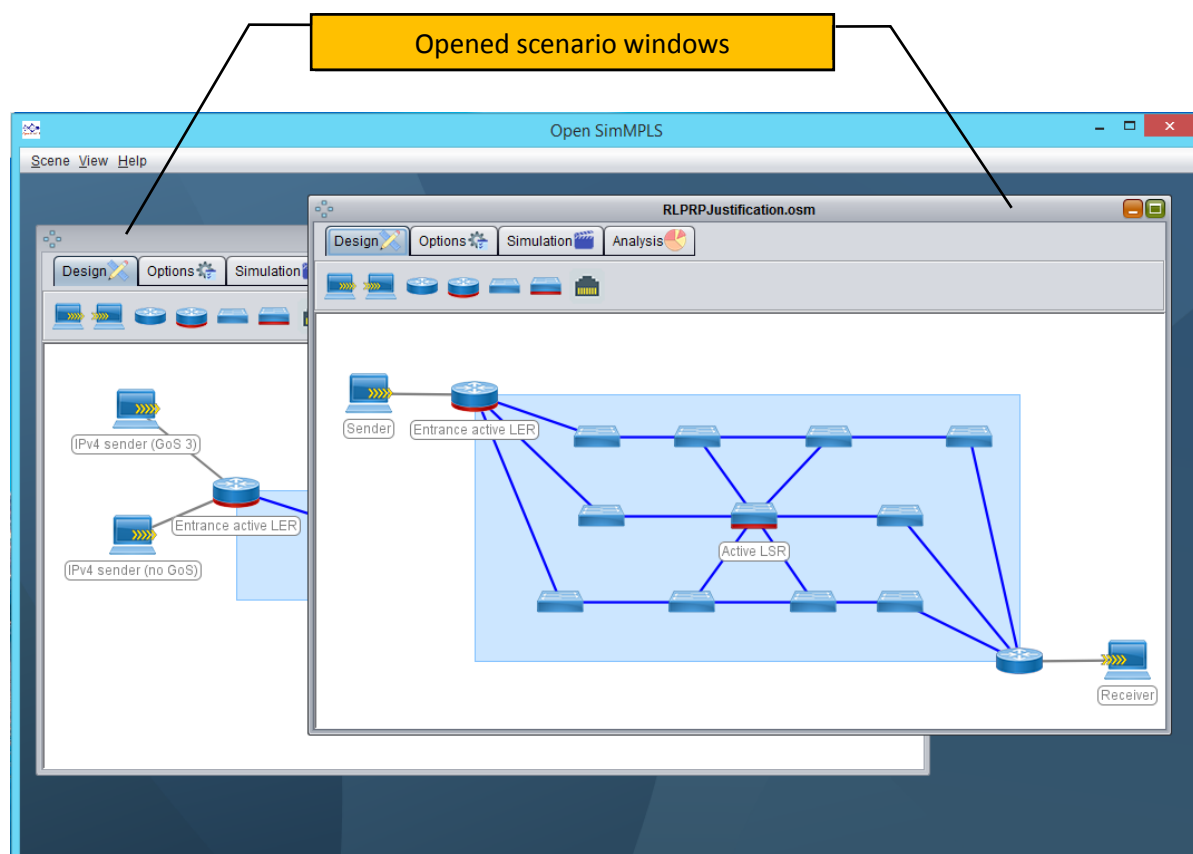 Opened scenario windows
Open SimMPLS
Scene View Help
RLPRPJustification.osm
Design Options Simulation Analysis
Design Options Simulation
Sender
Entrance active LER
Active LSR
Receiver
IPv4 sender (GoS 3)
Entrance active LER
IPv4 sender (no GoS)